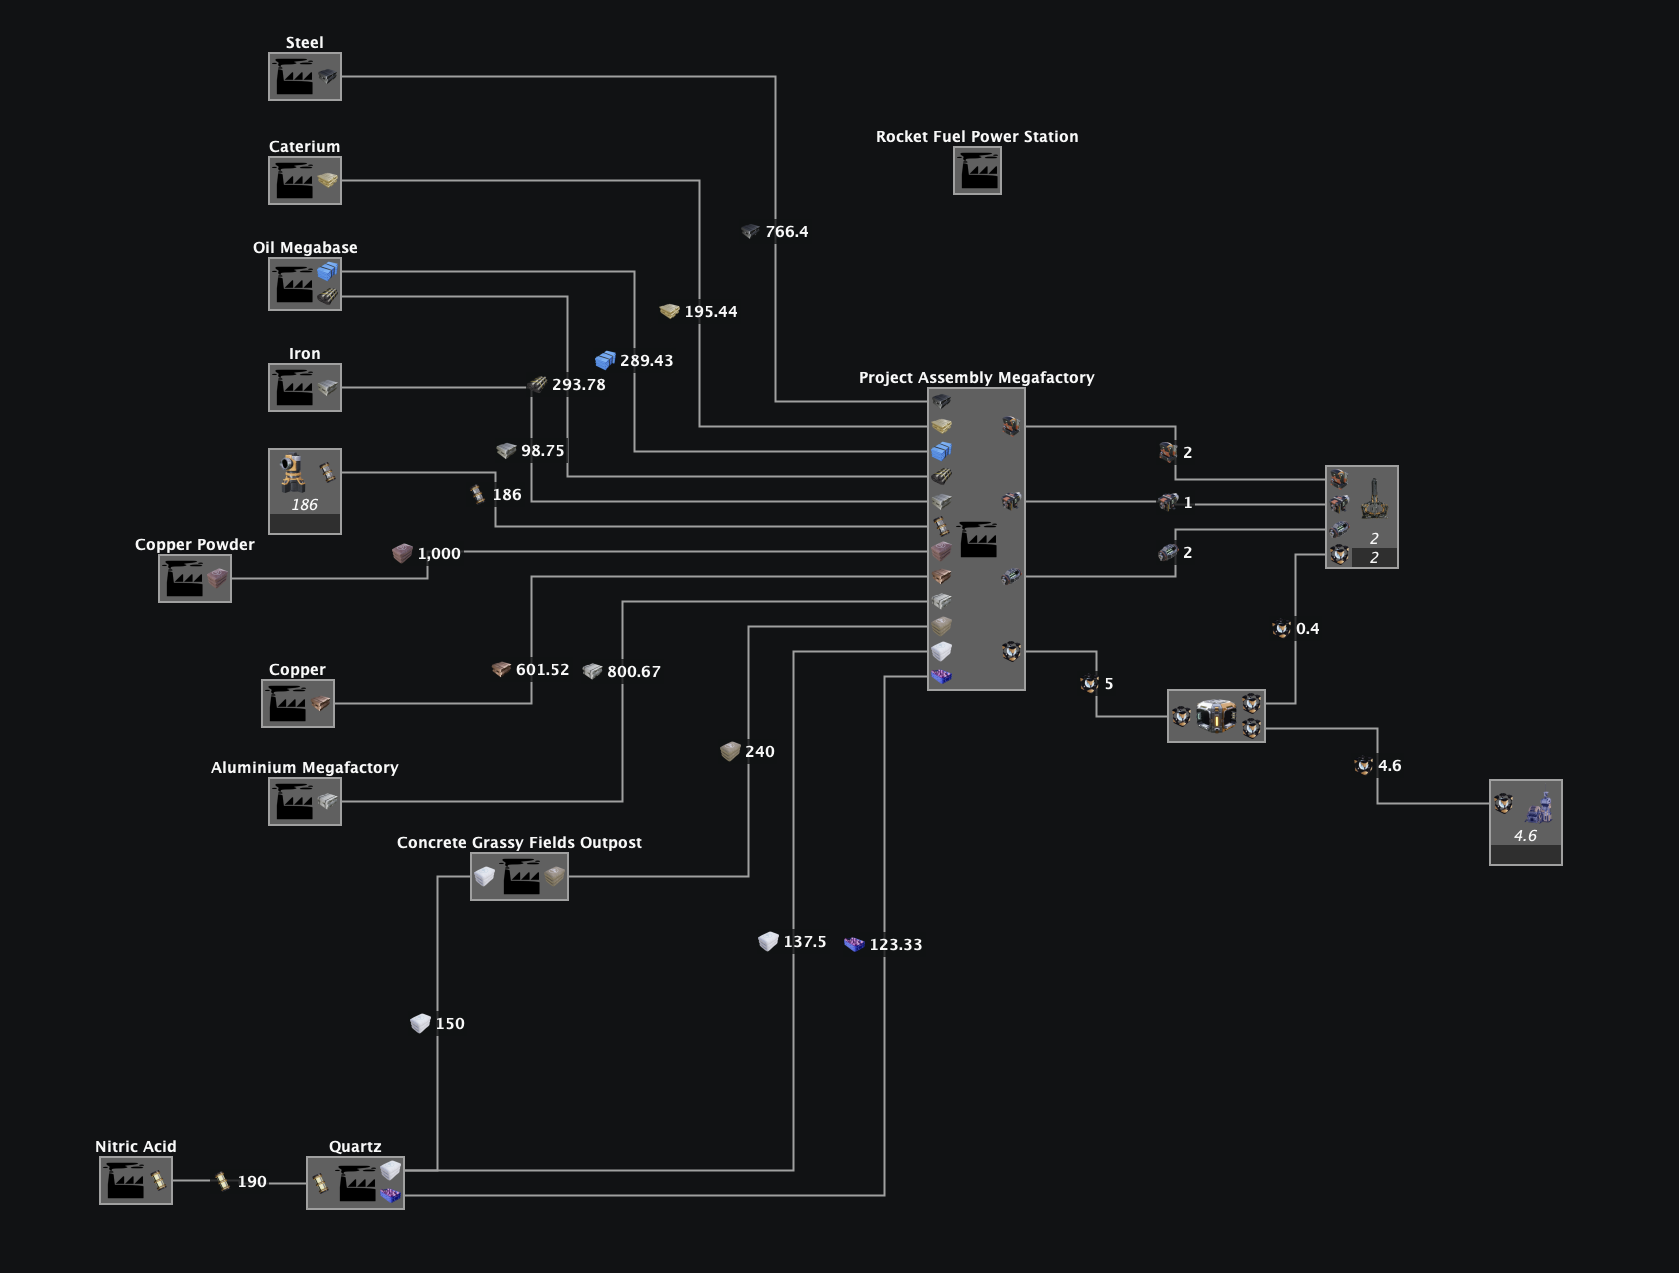 Steel
Rocket Fuel Power Station
Caterium
766.4
Oil Megabase
195.44
Iron
289.43
293.78
Project Assembly Megafactory
98.75
2
186
186
1
Copper Powder
1,000
2
2
2
0.4
Copper
601.52
800.67
5
240
Aluminium Megafactory
4.6
4.6
Concrete Grassy Fields Outpost
137.5
123.33
150
Nitric Acid
Quartz
190